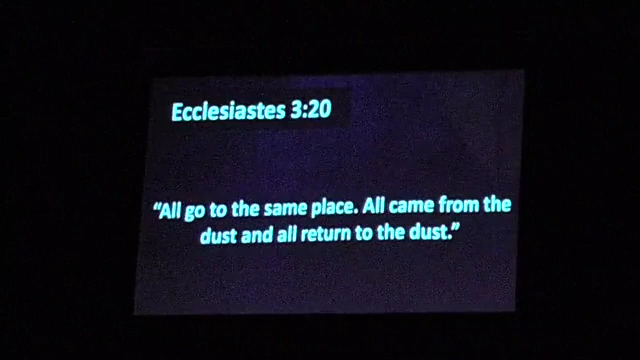 Ecclesiastes 3:20
“All go to the same place. All came from the
dust and all return to the dust.”